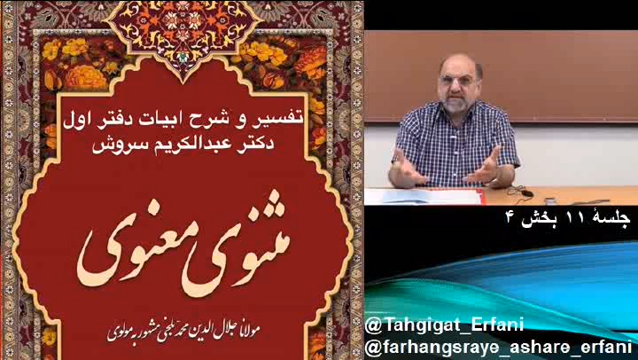 تفسیر و شرح ابیات دفتر اول
دکتر عبدالکریم سروش
مثنوی معنوی
مولانا جلال الدین محمد بلخی مشهور به مولوی
جلسهٔ ۱۱ بخش ۴
@Tahgigat_Erfani
@farhangsraye_ashare_erfani